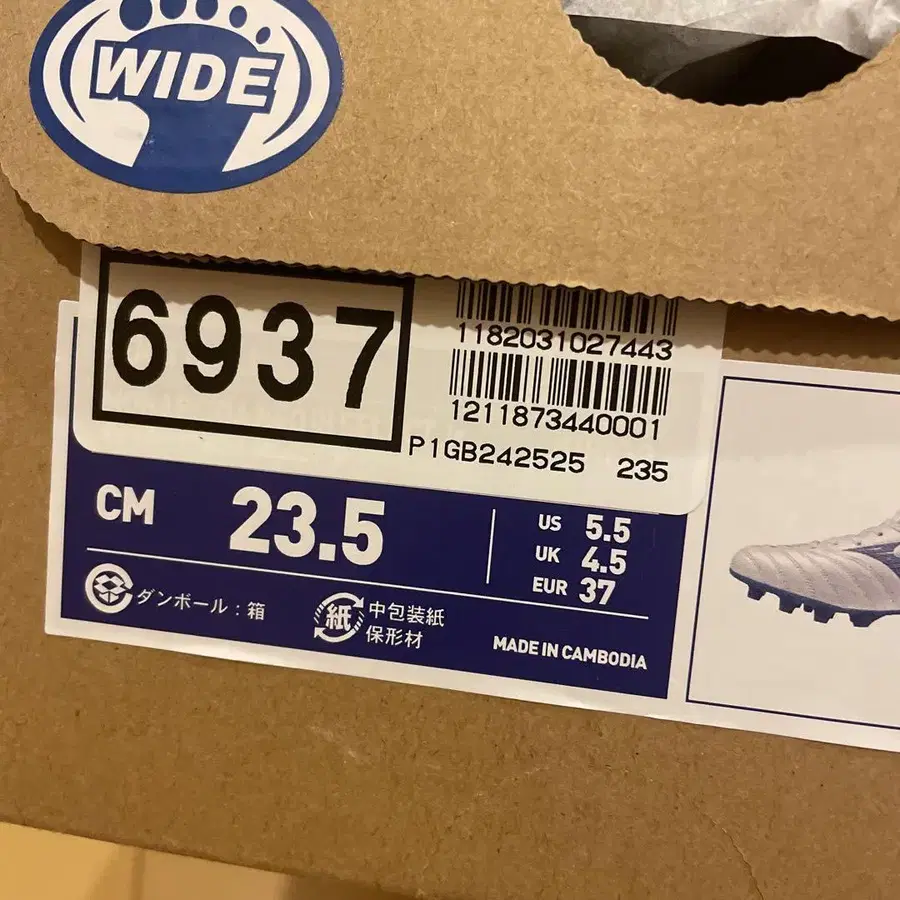 WIDE
6937
1182031027443
1211873440001
P1GB242525 235
CM 23.5
US 5.5
UK 4.5
EUR 37
ダンボール：箱
紙 中包装紙
保形材
MADE IN CAMBODIA